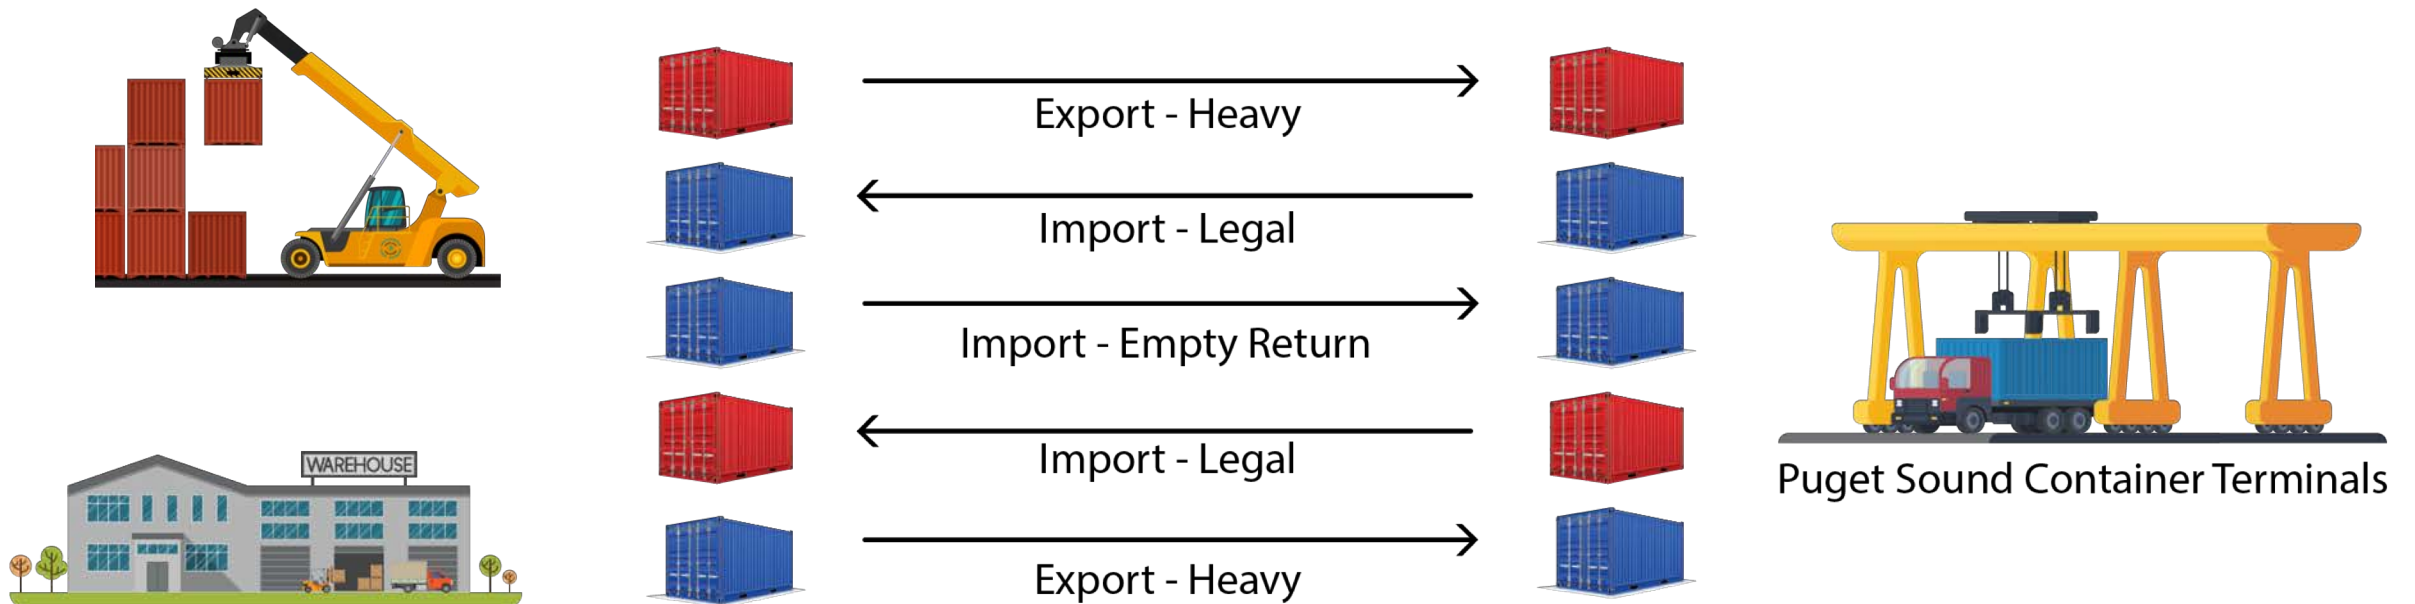 Export - Heavy
Import - Legal
Import - Empty Return
Import - Legal
Export - Heavy
WAREHOUSE
Puget Sound Container Terminals